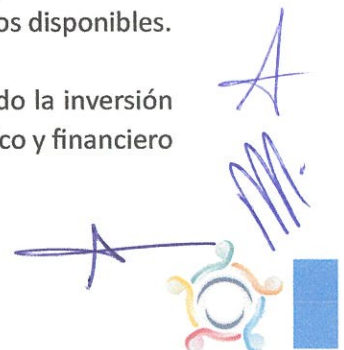 os disponibles.
do la inversión
co y financiero